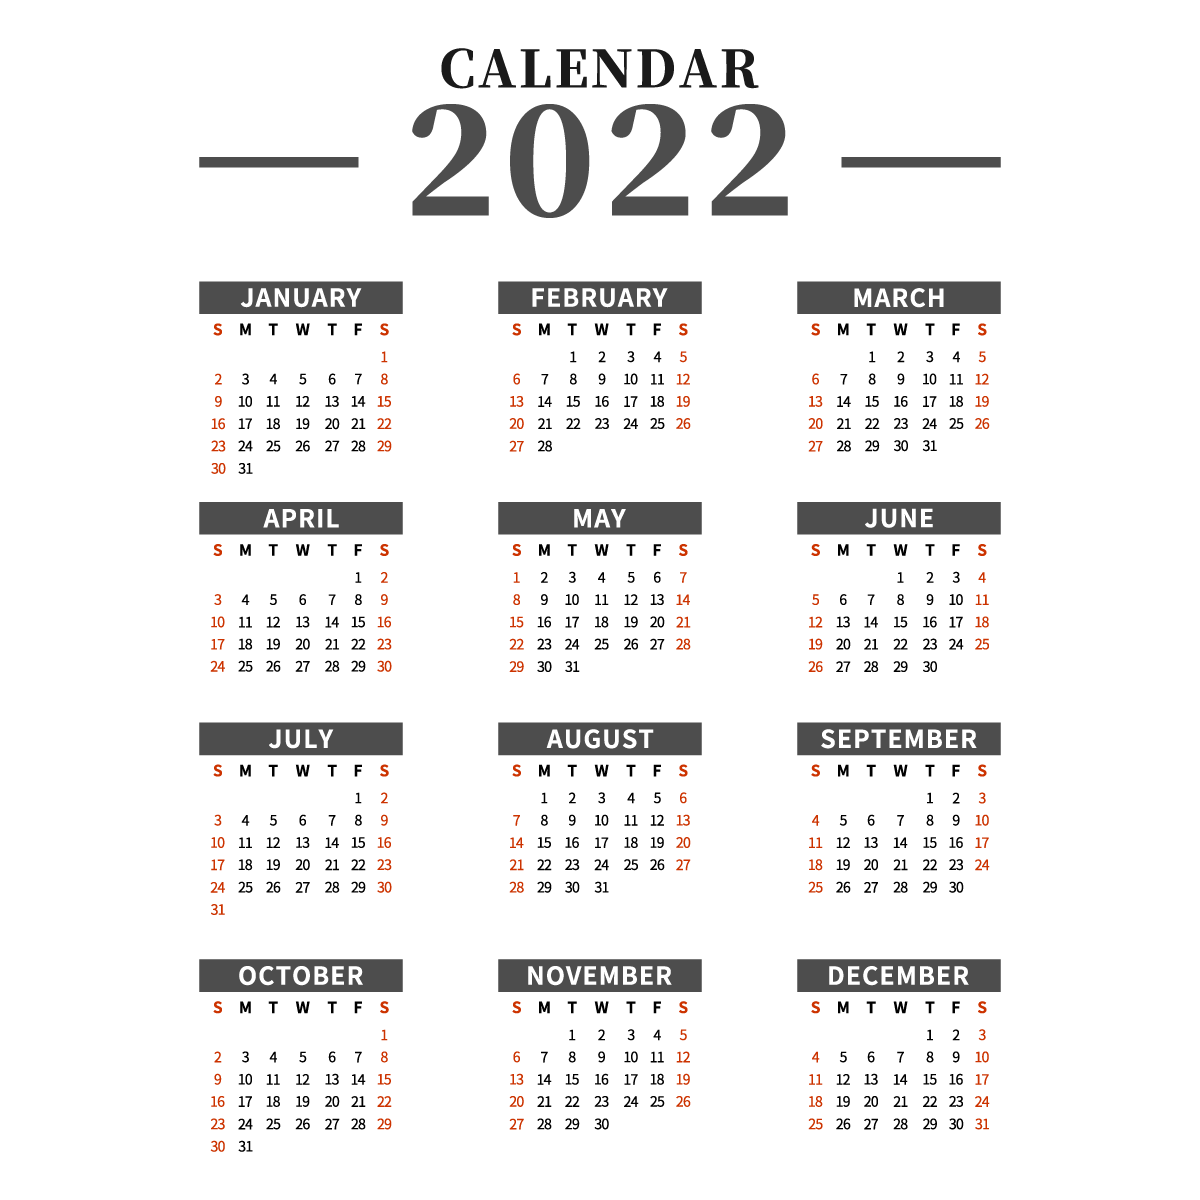 CALENDAR
2022
JANUARY
S M T W T F S
1
2 3 4 5 6 7 8
9 10 11 12 13 14 15
16 17 18 19 20 21 22
23 24 25 26 27 28 29
30 31
FEBRUARY
S M T W T F S
1 2 3 4 5
6 7 8 9 10 11 12
13 14 15 16 17 18 19
20 21 22 23 24 25 26
27 28
MARCH
S M T W T F S
1 2 3 4 5
6 7 8 9 10 11 12
13 14 15 16 17 18 19
20 21 22 23 24 25 26
27 28 29 30 31
APRIL
S M T W T F S
1 2
3 4 5 6 7 8 9
10 11 12 13 14 15 16
17 18 19 20 21 22 23
24 25 26 27 28 29 30
MAY
S M T W T F S
1 2 3 4 5 6 7
8 9 10 11 12 13 14
15 16 17 18 19 20 21
22 23 24 25 26 27 28
29 30 31
JUNE
S M T W T F S
1 2 3 4
5 6 7 8 9 10 11
12 13 14 15 16 17 18
19 20 21 22 23 24 25
26 27 28 29 30
JULY
S M T W T F S
1 2
3 4 5 6 7 8 9
10 11 12 13 14 15 16
17 18 19 20 21 22 23
24 25 26 27 28 29 30
31
AUGUST
S M T W T F S
1 2 3 4 5 6
7 8 9 10 11 12 13
14 15 16 17 18 19 20
21 22 23 24 25 26 27
28 29 30 31
SEPTEMBER
S M T W T F S
1 2 3
4 5 6 7 8 9 10
11 12 13 14 15 16 17
18 19 20 21 22 23 24
25 26 27 28 29 30
OCTOBER
S M T W T F S
1
2 3 4 5 6 7 8
9 10 11 12 13 14 15
16 17 18 19 20 21 22
23 24 25 26 27 28 29
30 31
NOVEMBER
S M T W T F S
1 2 3 4 5
6 7 8 9 10 11 12
13 14 15 16 17 18 19
20 21 22 23 24 25 26
27 28 29 30
DECEMBER
S M T W T F S
1 2 3
4 5 6 7 8 9 10
11 12 13 14 15 16 17
18 19 20 21 22 23 24
25 26 27 28 29 30 31